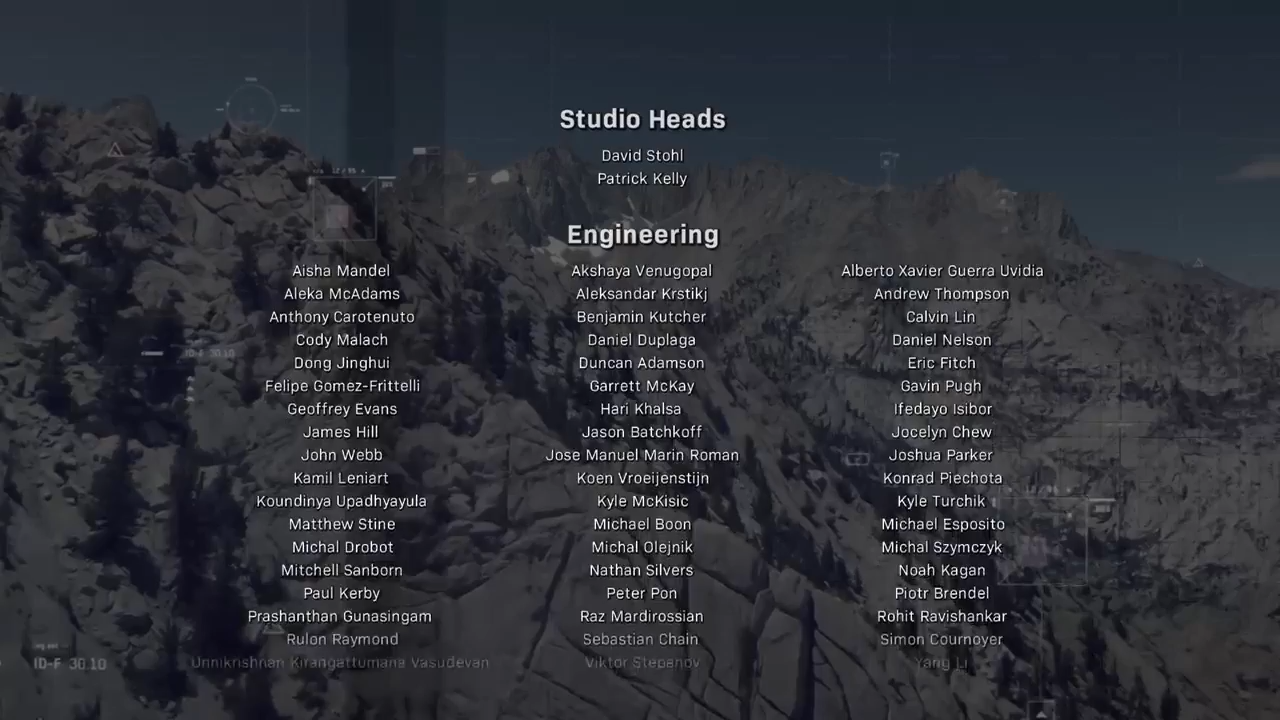 Studio Heads
David Stohl
Patrick Kelly
Engineering
Aisha Mandel Akshaya Venugopal Alberto Xavier Guerra Uvidia
Aleka McAdams Aleksandar Krstikj Andrew Thompson
Anthony Carotenuto Benjamin Kutcher Calvin Lin
Cody Malach Daniel Duplaga Daniel Nelson
Dong Jinghui Duncan Adamson Eric Fitch
Felipe Gomez-Frittelli Garrett McKay Gavin Pugh
Geoffrey Evans Hari Khalsa Ifedayo Isibor
James Hill Jason Batchkoff Jocelyn Chew
John Webb Jose Manuel Marin Roman Joshua Parker
Kamil Leniart Koen Vroeijenstijn Konrad Piechota
Koundinya Upadhyayula Kyle McKisic Kyle Turchik
Matthew Stine Michael Boon Michael Esposito
Michal Drobot Michal Olejnik Michal Szymczyk
Mitchell Sanborn Nathan Silvers Noah Kagan
Paul Kerby Peter Pon Piotr Brendel
Prashanthan Gunasingam Raz Mardirossian Rohit Ravishankar
Rulon Raymond Sebastian Chain Simon Cournoyer
Unnikrishnan Kirangattumana Vasudevan Viktor Stepanov Yang Li
ID-F 30.10